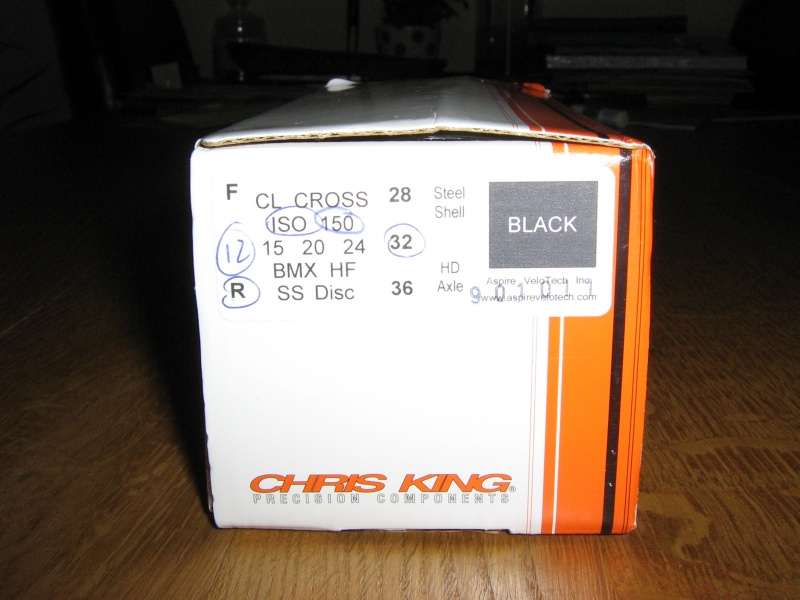 F CL CROSS 28 Steel
Shell
ISO 150
12 15 20 24 32
BMX HF HD
R SS Disc 36 Axle
BLACK
Aspire VeloTech Inc.
901011
www.aspirevelotech.com
CHRIS KING®
PRECISION COMPONENTS